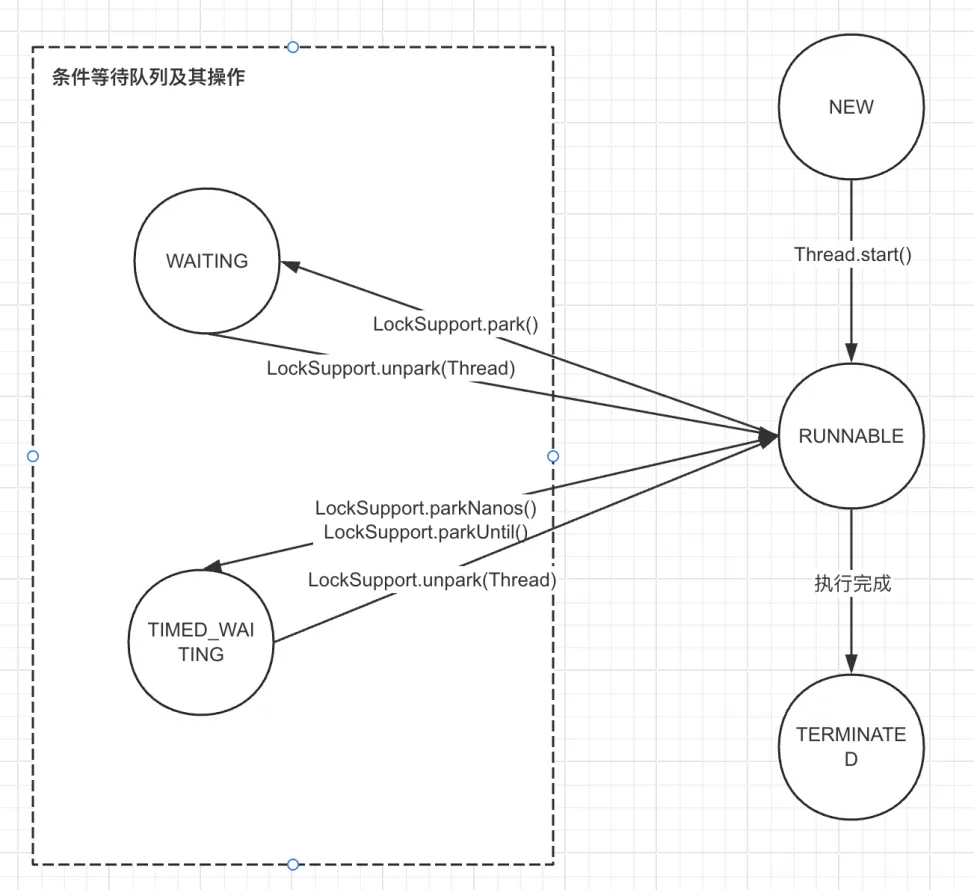 条件等待队列及其操作
NEW
Thread.start()
WAITING
LockSupport.park()
LockSupport.unpark(Thread)
RUNNABLE
LockSupport.parkNanos()
LockSupport.parkUntil()
LockSupport.unpark(Thread)
执行完成
TIMED_WAI
TING
TERMINATE
D